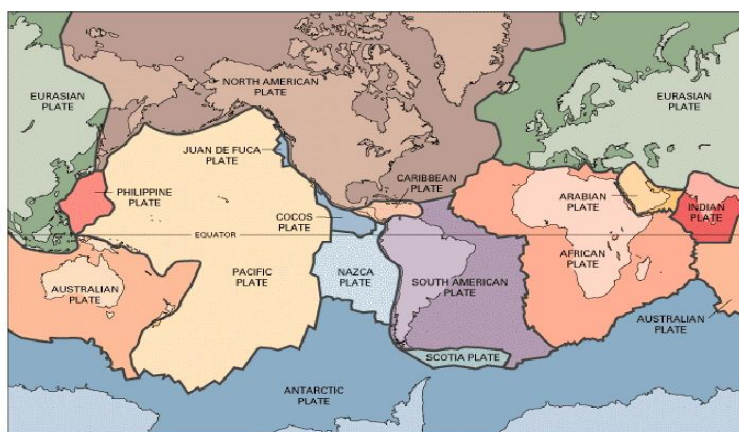 NORTH AMERICAN
PLATE
EURASIAN
PLATE
EURASIAN
PLATE
JUAN DE FUCA
PLATE
CARIBBEAN
PLATE
PHILIPPINE
PLATE
ARABIAN
PLATE
INDIAN
PLATE
COCOS
PLATE
EQUATOR
AFRICAN
PLATE
PACIFIC
PLATE
NAZCA
PLATE
SOUTH AMERICAN
PLATE
AUSTRALIAN
PLATE
AUSTRALIAN
PLATE
SCOTIA PLATE
ANTARCTIC
PLATE